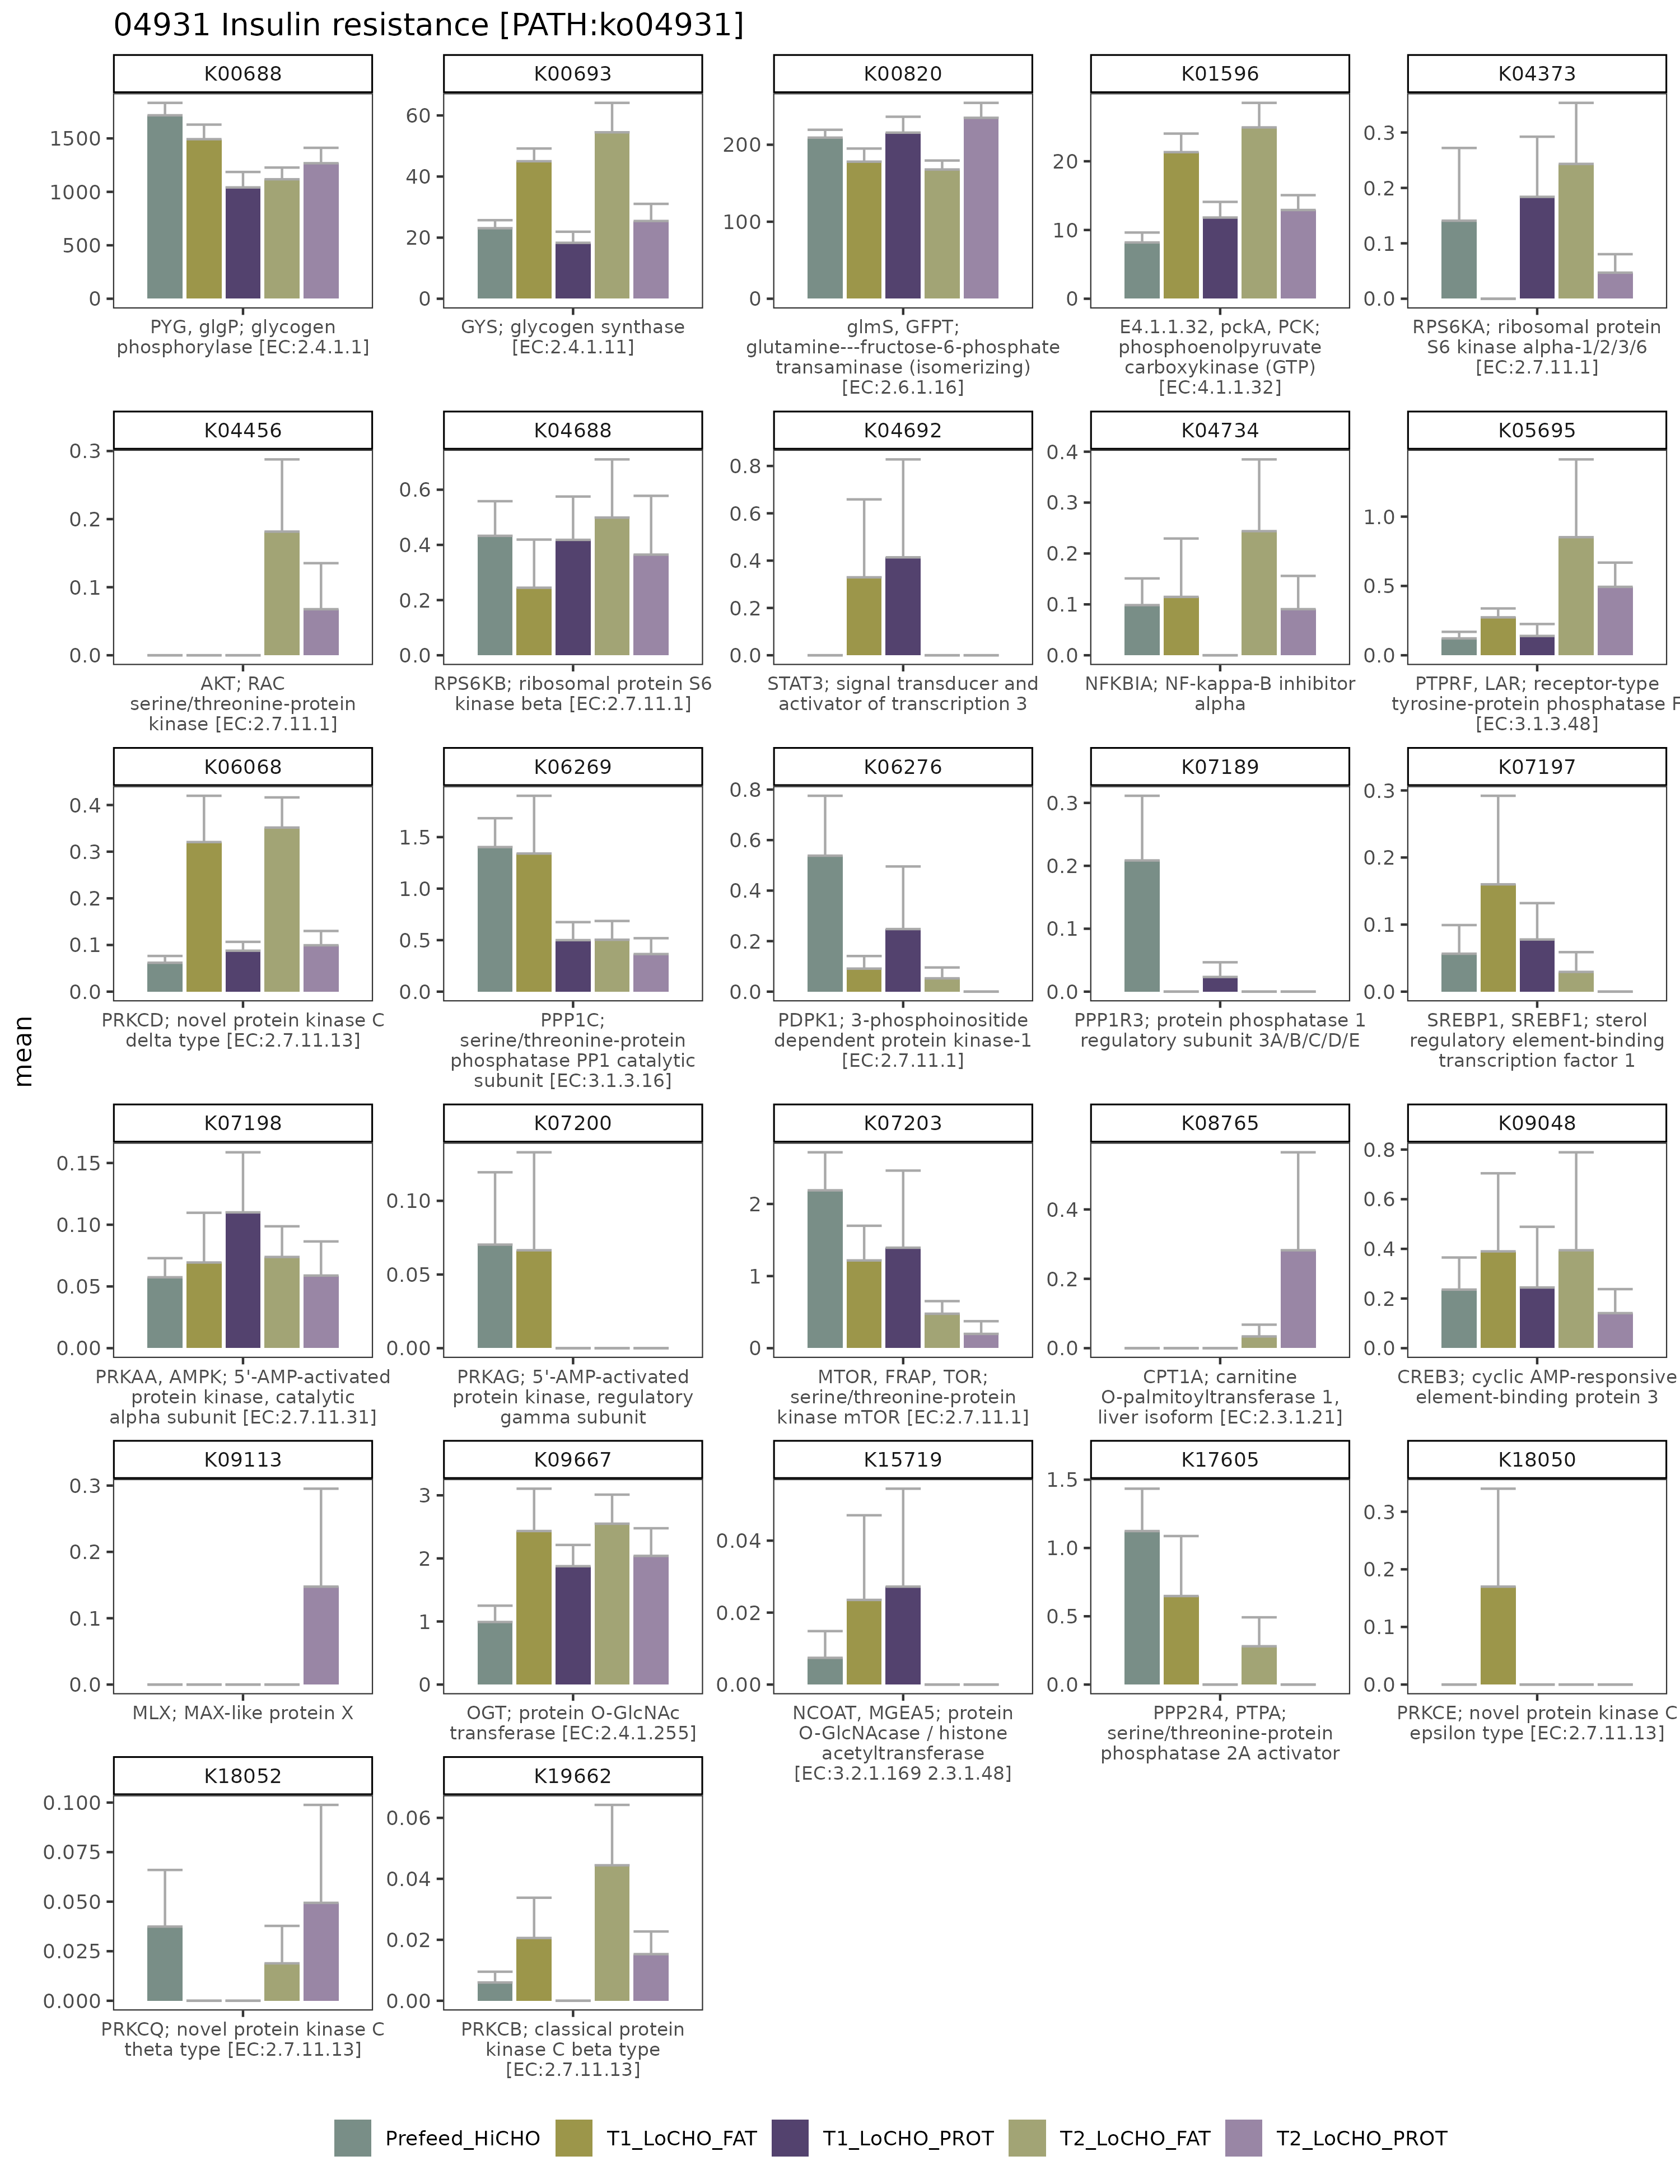 04931 Insulin resistance [PATH:ko04931]
K00688
K00693
K00820
K01596
K04373
1500
1000
500
0
60
40
20
0
200
100
0
20
10
0
0.3
0.2
0.1
0.0
PYG, glgP; glycogen
phosphorylase [EC:2.4.1.1]
GYS; glycogen synthase
[EC:2.4.1.11]
glmS, GFPT;
glutamine---fructose-6-phosphate
transaminase (isomerizing)
[EC:2.6.1.16]
E4.1.1.32, pckA, PCK;
phosphoenolpyruvate
carboxykinase (GTP)
[EC:4.1.1.32]
RPS6KA; ribosomal protein
S6 kinase alpha-1/2/3/6
[EC:2.7.11.1]
K04456
K04688
K04692
K04734
K05695
0.3
0.2
0.1
0.0
0.6
0.4
0.2
0.0
0.8
0.6
0.4
0.2
0.0
0.4
0.3
0.2
0.1
0.0
1.0
0.5
0.0
AKT; RAC
serine/threonine-protein
kinase [EC:2.7.11.1]
RPS6KB; ribosomal protein S6
kinase beta [EC:2.7.11.1]
STAT3; signal transducer and
activator of transcription 3
NFKBIA; NF-kappa-B inhibitor
alpha
PTPRF, LAR; receptor-type
tyrosine-protein phosphatase F
[EC:3.1.3.48]
K06068
K06269
K06276
K07189
K07197
0.4
0.3
0.2
0.1
0.0
1.5
1.0
0.5
0.0
0.8
0.6
0.4
0.2
0.0
0.3
0.2
0.1
0.0
0.3
0.2
0.1
0.0
PRKCD; novel protein kinase C
delta type [EC:2.7.11.13]
PPP1C;
serine/threonine-protein
phosphatase PP1 catalytic
subunit [EC:3.1.3.16]
PDPK1; 3-phosphoinositide
dependent protein kinase-1
[EC:2.7.11.1]
PPP1R3; protein phosphatase 1
regulatory subunit 3A/B/C/D/E
SREBP1, SREBF1; sterol
regulatory element-binding
transcription factor 1
mean
K07198
K07200
K07203
K08765
K09048
0.15
0.10
0.05
0.00
0.10
0.05
0.00
2
1
0
0.4
0.2
0.0
0.8
0.6
0.4
0.2
0.0
PRKAA, AMPK; 5'-AMP-activated
protein kinase, catalytic
alpha subunit [EC:2.7.11.31]
PRKAG; 5'-AMP-activated
protein kinase, regulatory
gamma subunit
MTOR, FRAP, TOR;
serine/threonine-protein
kinase mTOR [EC:2.7.11.1]
CPT1A; carnitine
O-palmitoyltransferase 1,
liver isoform [EC:2.3.1.21]
CREB3; cyclic AMP-responsive
element-binding protein 3
K09113
K09667
K15719
K17605
K18050
0.3
0.2
0.1
0.0
3
2
1
0
0.04
0.02
0.00
1.5
1.0
0.5
0.0
0.3
0.2
0.1
0.0
MLX; MAX-like protein X
OGT; protein O-GlcNAc
transferase [EC:2.4.1.255]
NCOAT, MGEA5; protein
O-GlcNAcase / histone
acetyltransferase
[EC:3.2.1.169 2.3.1.48]
PPP2R4, PTPA;
serine/threonine-protein
phosphatase 2A activator
PRKCE; novel protein kinase C
epsilon type [EC:2.7.11.13]
K18052
K19662
0.100
0.075
0.050
0.025
0.000
0.06
0.04
0.02
0.00
PRKCQ; novel protein kinase C
theta type [EC:2.7.11.13]
PRKCB; classical protein
kinase C beta type
[EC:2.7.11.13]
Prefeed_HiCHO
T1_LoCHO_FAT
T1_LoCHO_PROT
T2_LoCHO_FAT
T2_LoCHO_PROT